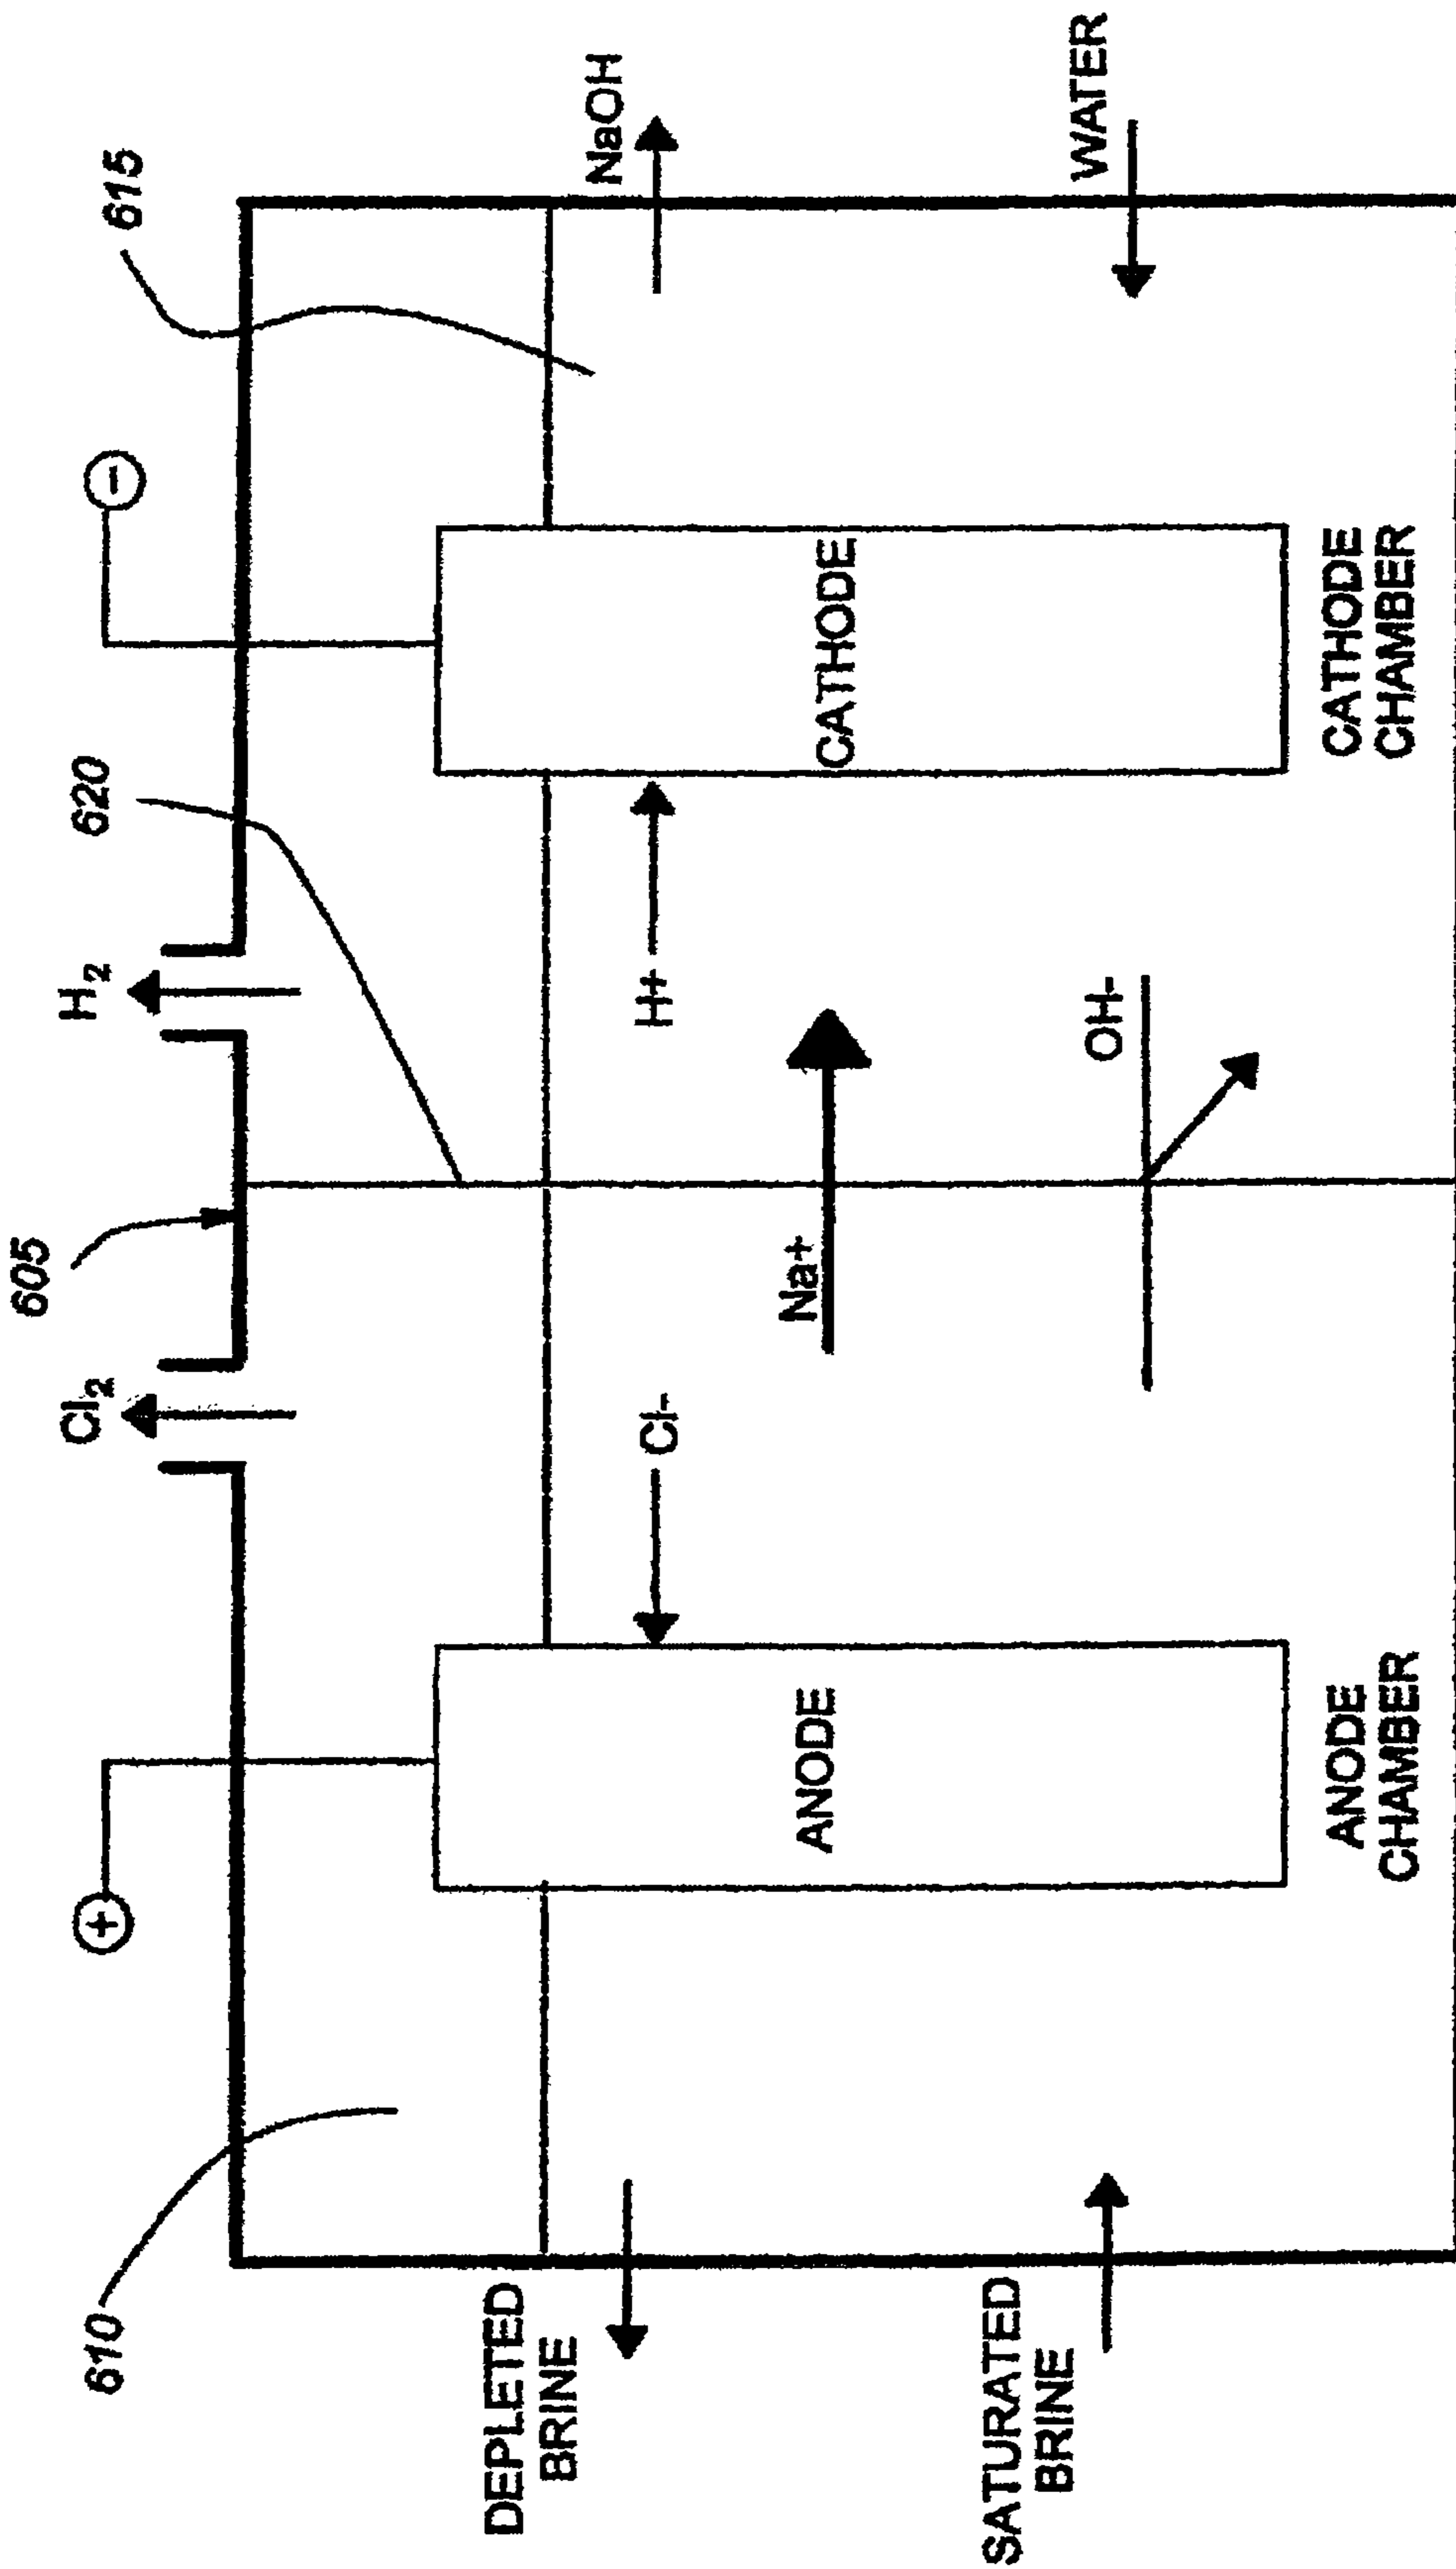 605
Cl2
H2
620
615
610
+
-
DEPLETED
BRINE
SATURATED
BRINE
ANODE
Cl-
Na+
H+
OH-
CATHODE
NaOH
WATER
ANODE
CHAMBER
CATHODE
CHAMBER